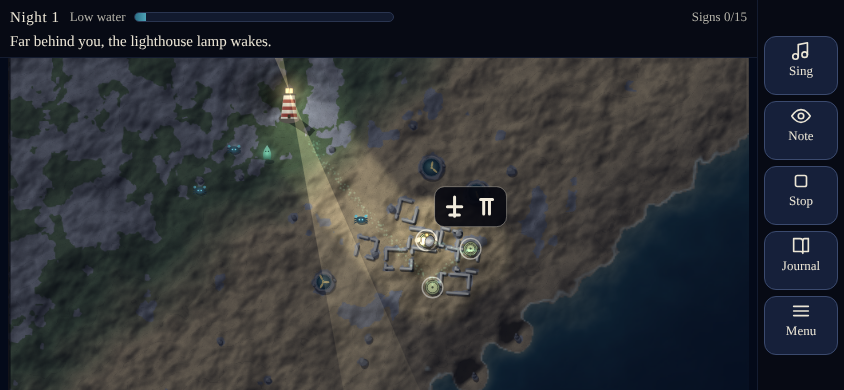 Night 1 Low water Signs 0/15
Far behind you, the lighthouse lamp wakes.
Sing
Note
Stop
Journal
Menu